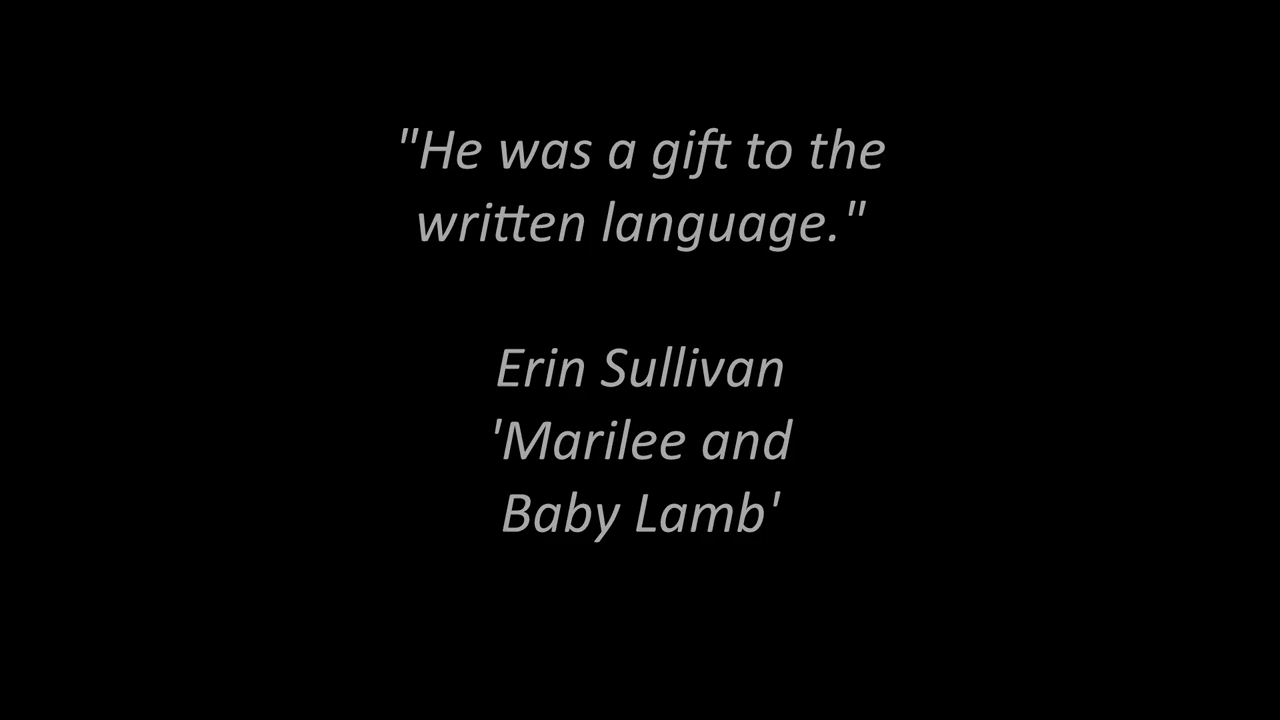 "He was a gift to the
written language."
Erin Sullivan
'Marilee and
Baby Lamb'